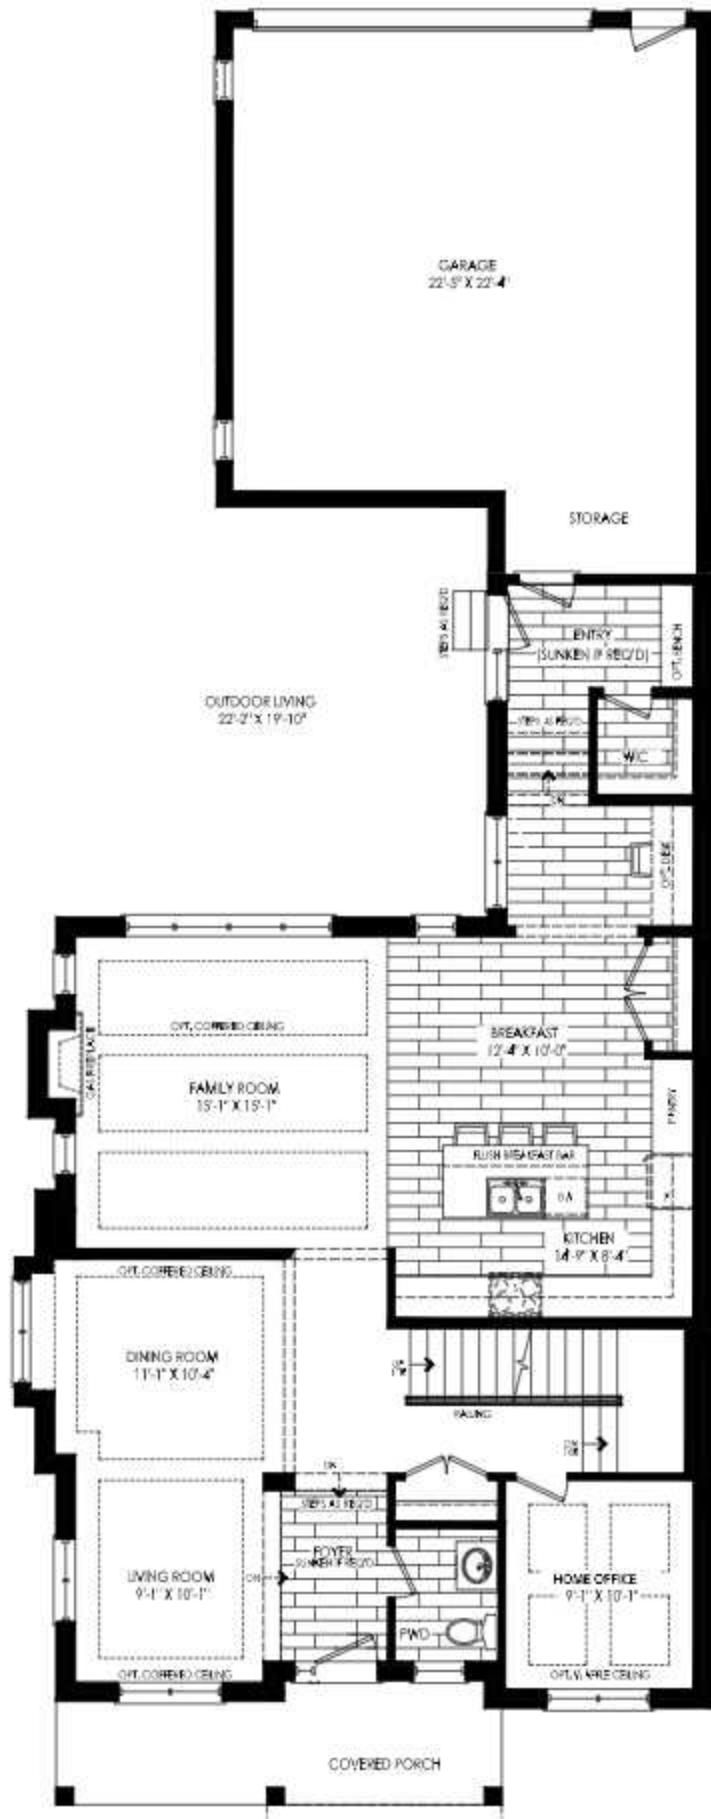 GARAGE
22'-5" X 22'-4"
STORAGE
STEPS AS REQ'D
ENTRY
(SUNKEN IF REQ'D)
OPT. BENCH
OUTDOOR LIVING
22'-2" X 19'-10"
STEPS AS REQ'D
WIC
DN
OPT. DESK
OPT. COFFERED CEILING
BREAKFAST
12'-4" X 10'-0"
GAS FIREPLACE
FAMILY ROOM
15'-1" X 15'-1"
PANTRY
FLUSH BREAKFAST BAR
KITCHEN
14'-9" X 8'-4"
OPT. COFFERED CEILING
DINING ROOM
11'-1" X 10'-4"
RAILING
DN
STEPS AS REQ'D
FOYER
SUNKEN IF REQ'D
LIVING ROOM
9'-1" X 10'-1"
DN
HOME OFFICE
9'-1" X 10'-1"
PWD
OPT. COFFERED CEILING
OPT. WAFFLE CEILING
COVERED PORCH